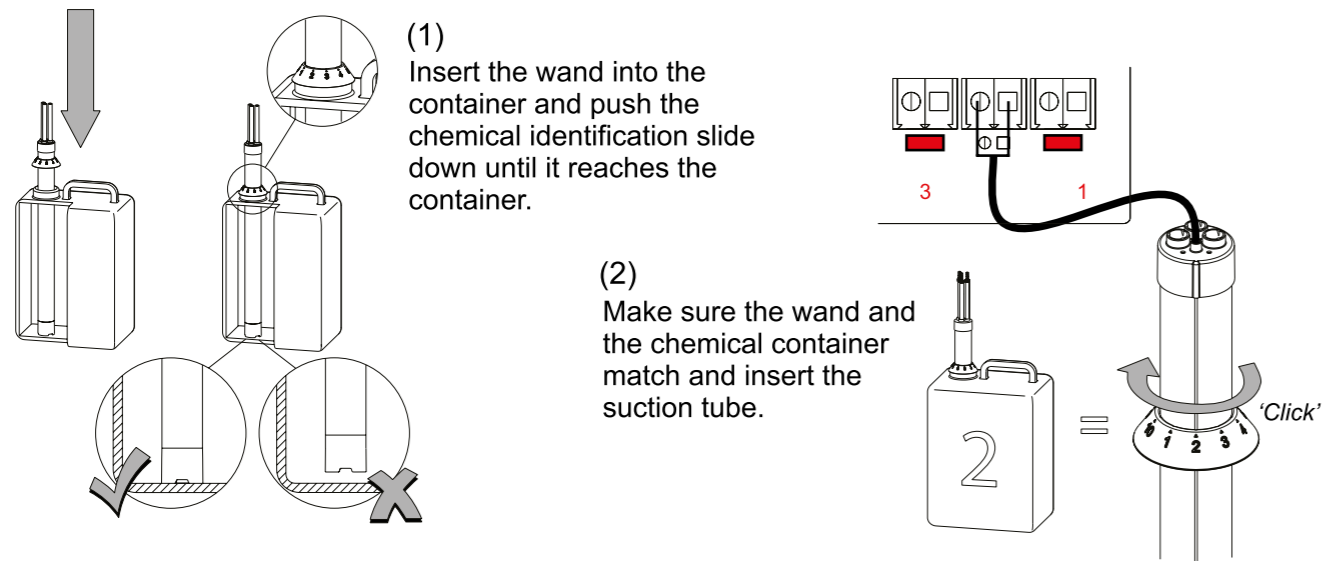 (1)
Insert the wand into the
container and push the
chemical identification slide
down until it reaches the
container.
3
1
(2)
Make sure the wand and
the chemical container
match and insert the
suction tube.
2
=
'Click'
10 1 2 3 4